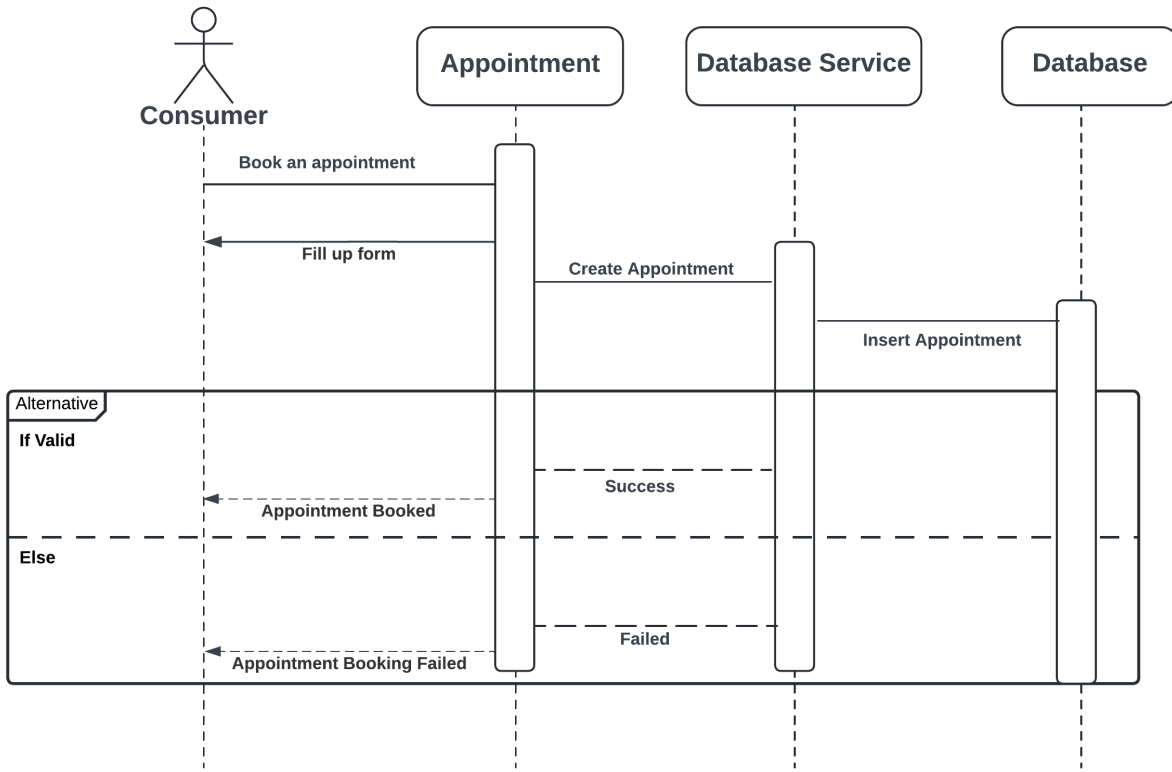 Consumer
Appointment
Database Service
Database
Book an appointment
Fill up form
Create Appointment
Insert Appointment
Alternative
If Valid
Success
Appointment Booked
Else
Failed
Appointment Booking Failed